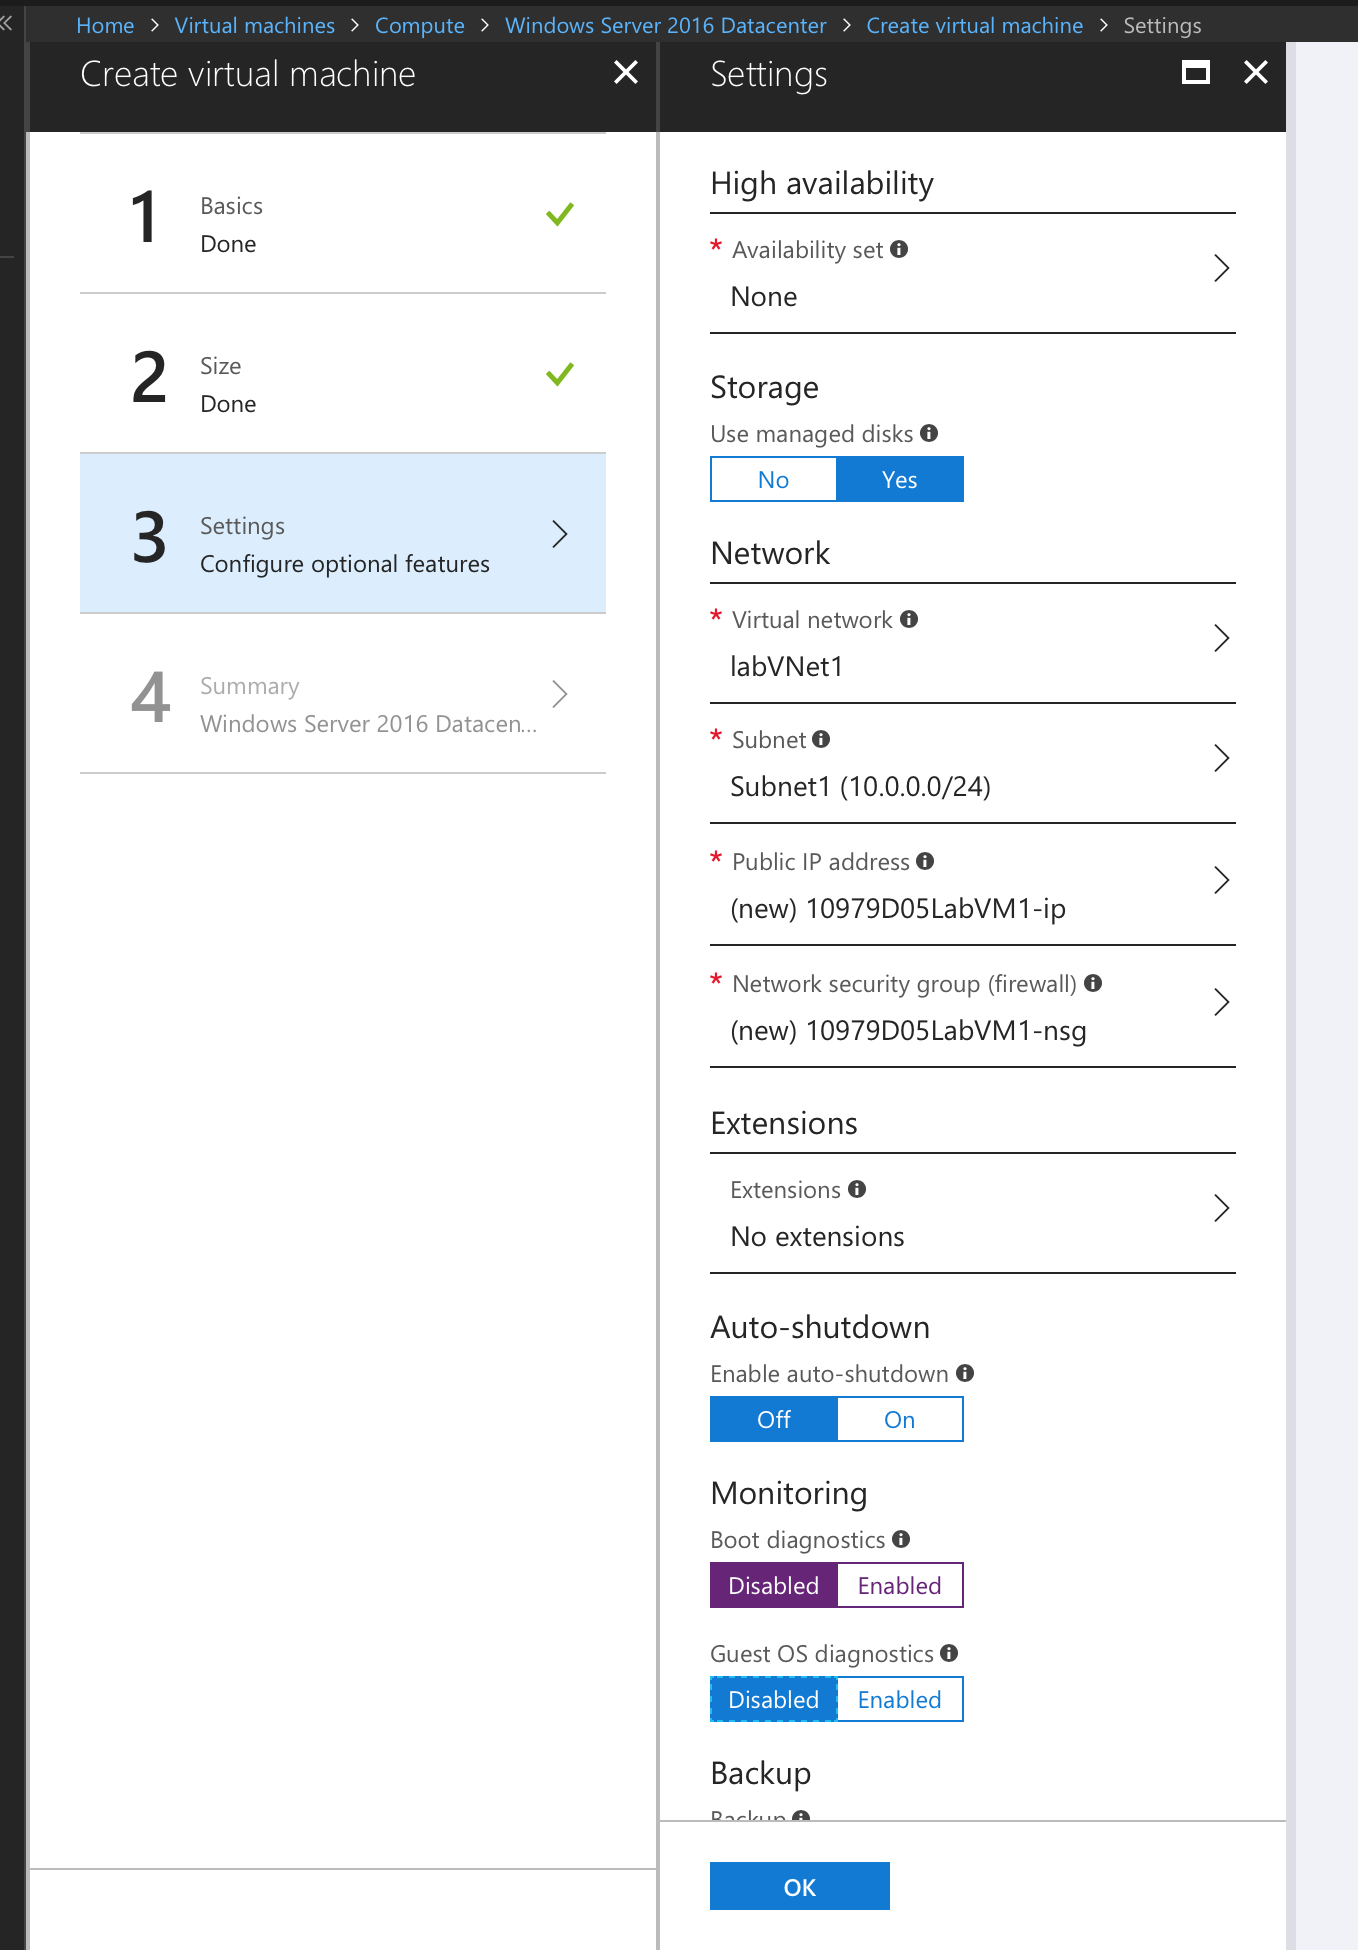 Home > Virtual machines > Compute > Windows Server 2016 Datacenter > Create virtual machine > Settings
Create virtual machine
1
Basics
Done
2
Size
Done
3
Settings
Configure optional features
4
Summary
Windows Server 2016 Datacen...
Settings
High availability
* Availability set
None
Storage
Use managed disks
No Yes
Network
* Virtual network
labVNet1
* Subnet
Subnet1 (10.0.0.0/24)
* Public IP address
(new) 10979D05LabVM1-ip
* Network security group (firewall)
(new) 10979D05LabVM1-nsg
Extensions
Extensions
No extensions
Auto-shutdown
Enable auto-shutdown
Off On
Monitoring
Boot diagnostics
Disabled Enabled
Guest OS diagnostics
Disabled Enabled
Backup
Backup
OK